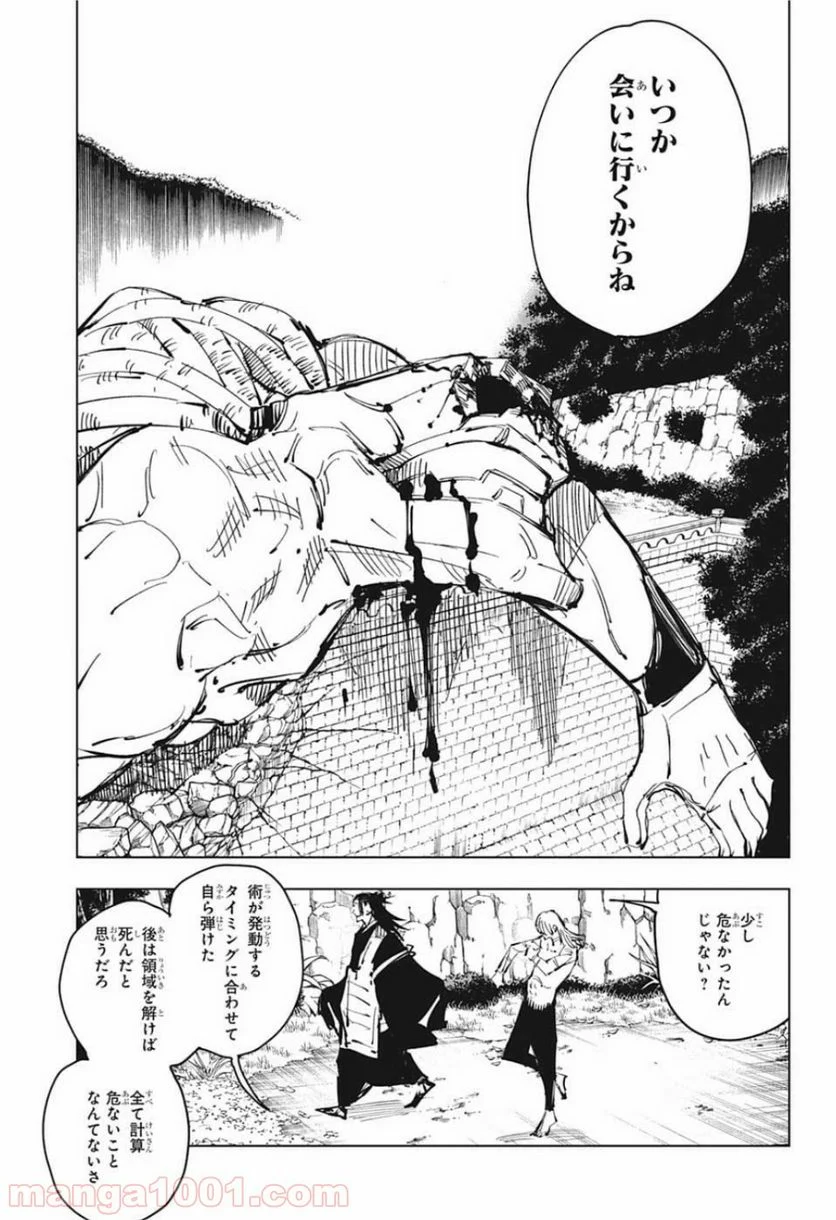 いつか
会いに行くからね
少し
危なかったん
じゃない？
術が発動する
タイミングに合わせて
自ら弾けた
後は領域を解けば
死んだと
思うだろ
全て計算
危ないこと
なんてないさ
manga1001.com